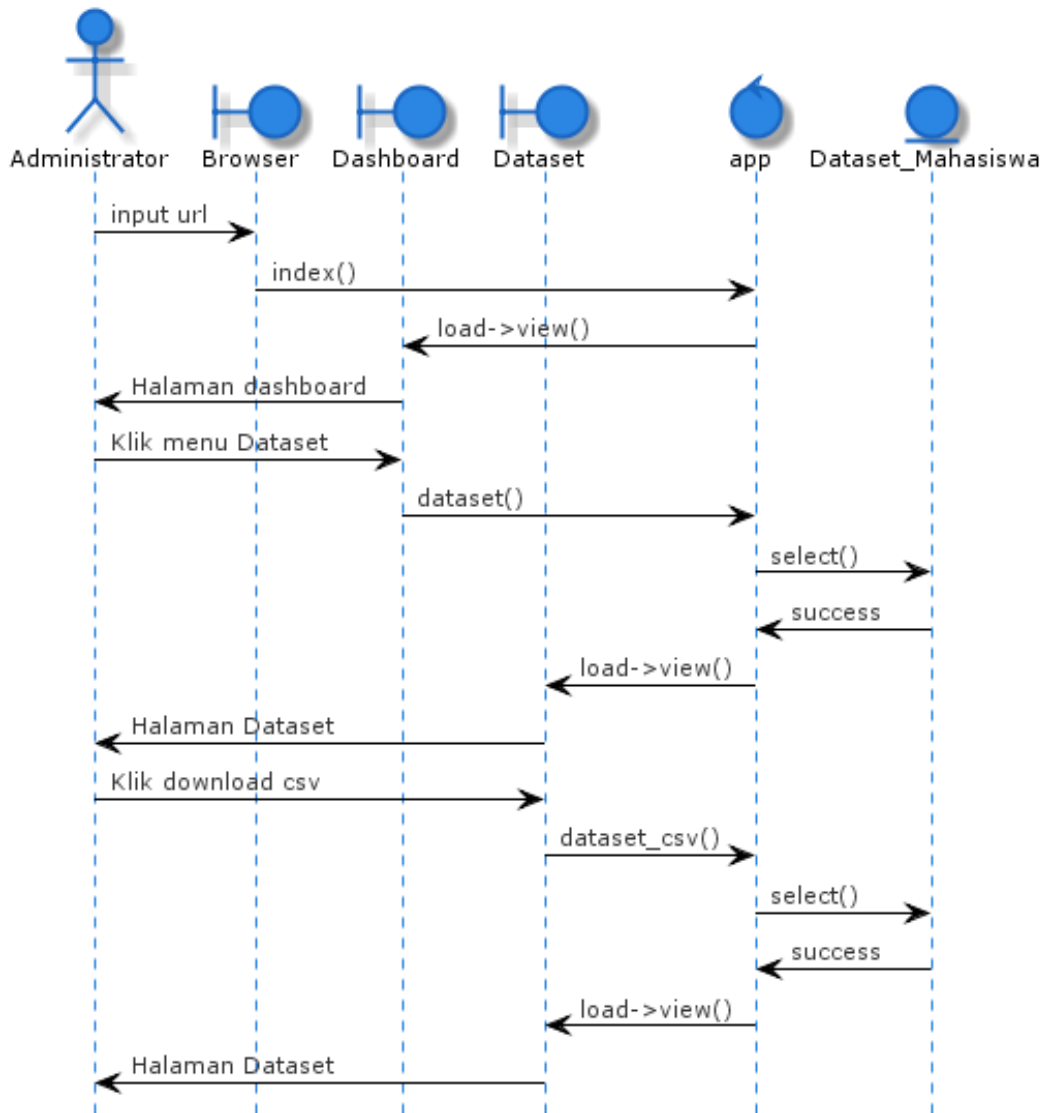 Administrator
Browser
Dashboard
Dataset
app
Dataset_Mahasiswa
input url
index()
load->view()
Halaman dashboard
Klik menu Dataset
dataset()
select()
success
load->view()
Halaman Dataset
Klik download csv
dataset_csv()
select()
success
load->view()
Halaman Dataset